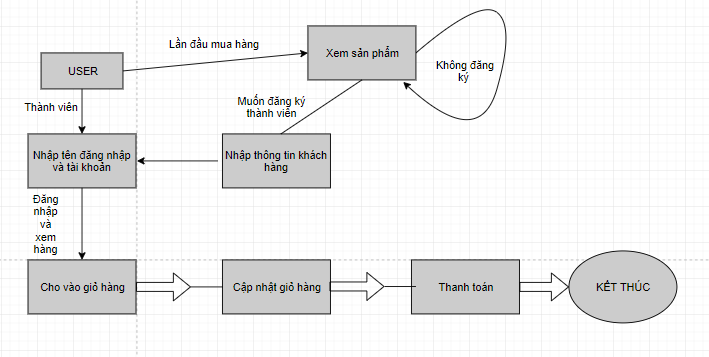 Lần đầu mua hàng
Xem sản phẩm
USER
Không đăng
ký
Thành viên
Muốn đăng ký
thành viên
Nhập tên đăng nhập
và tài khoản
Nhập thông tin khách
hàng
Đăng
nhập
và
xem
hàng
Cho vào giỏ hàng
Cập nhật giỏ hàng
Thanh toán
KẾT THÚC